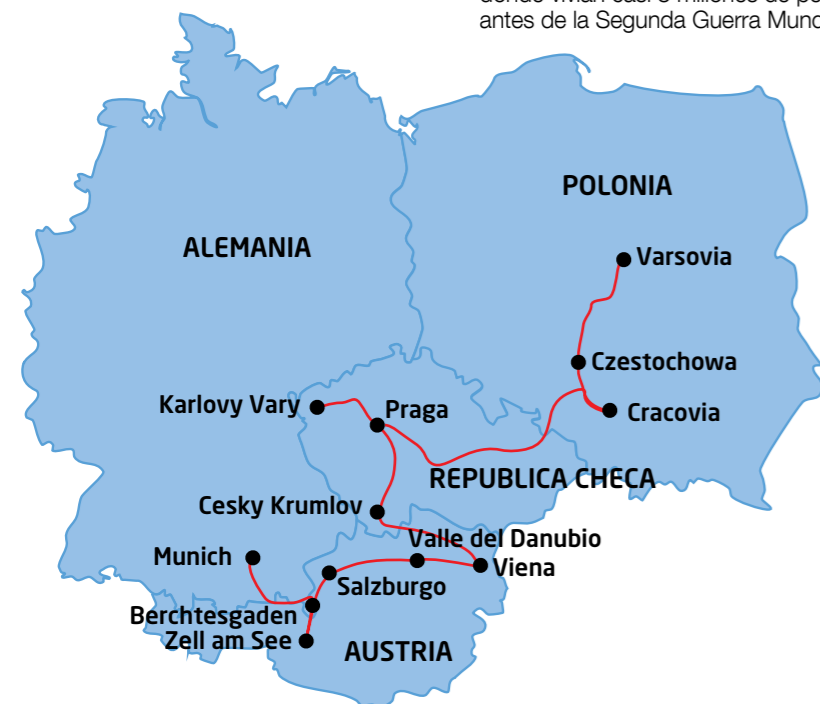 antes de la Segunda Guerra
POLONIA
ALEMANIA
Varsovia
Czestochowa
Karlovy Vary
Praga
Cracovia
REPUBLICA CHECA
Cesky Krumlov
Valle del Danubio
Munich
Viena
Salzburgo
Berchtesgaden
Zell am See
AUSTRIA